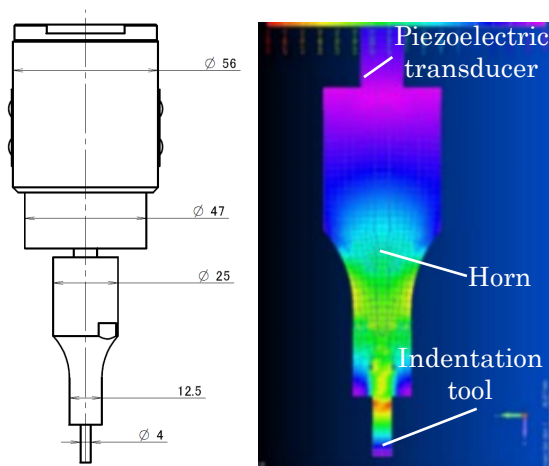 Ø 56
Ø 47
Ø 25
12.5
Ø 4
Piezoelectric
transducer
Horn
Indentation
tool